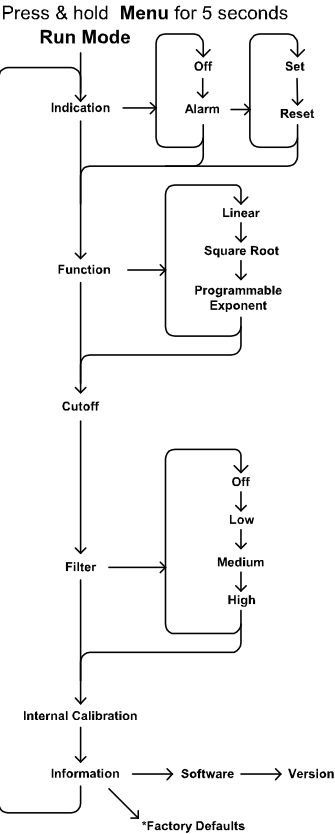 Press & hold Menu for 5 seconds
Run Mode
Off
Set
Indication
Alarm
Reset
Linear
Function
Square Root
Programmable
Exponent
Cutoff
Off
Low
Filter
Medium
High
Internal Calibration
Information
Software
Version
*Factory Defaults